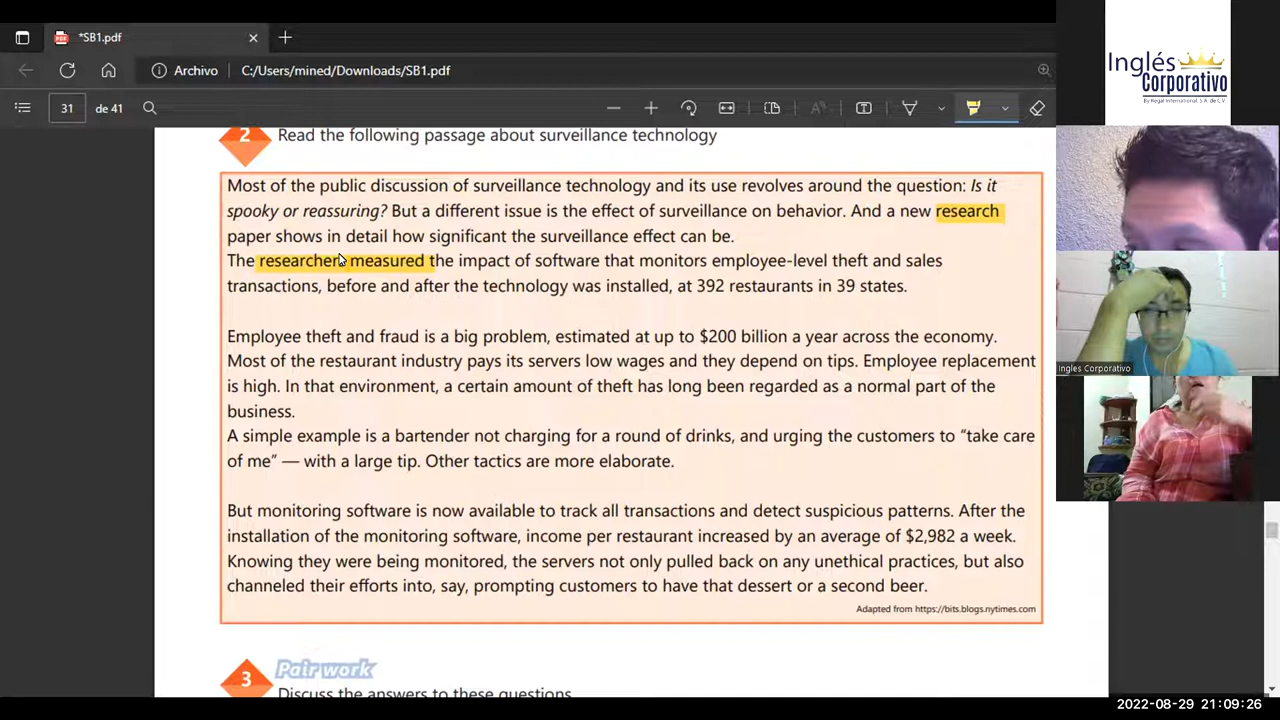 *SB1.pdf
Archivo
C:/Users/mined/Downloads/SB1.pdf
31
de 41
2
Read the following passage about surveillance technology
Most of the public discussion of surveillance technology and its use revolves around the question: Is it
spooky or reassuring? But a different issue is the effect of surveillance on behavior. And a new research
paper shows in detail how significant the surveillance effect can be.
The researchers measured the impact of software that monitors employee-level theft and sales
transactions, before and after the technology was installed, at 392 restaurants in 39 states.
Employee theft and fraud is a big problem, estimated at up to $200 billion a year across the economy.
Most of the restaurant industry pays its servers low wages and they depend on tips. Employee replacement
is high. In that environment, a certain amount of theft has long been regarded as a normal part of the
business.
A simple example is a bartender not charging for a round of drinks, and urging the customers to “take care
of me” — with a large tip. Other tactics are more elaborate.
But monitoring software is now available to track all transactions and detect suspicious patterns. After the
installation of the monitoring software, income per restaurant increased by an average of $2,982 a week.
Knowing they were being monitored, the servers not only pulled back on any unethical practices, but also
channeled their efforts into, say, prompting customers to have that dessert or a second beer.
Adapted from https://bits.blogs.nytimes.com
3
Pair work
Discuss the answers to these questions
Inglés
Corporativo
By Regal International S.A. de C.V
Ingles Corporativo
2022-08-29 21:09:26